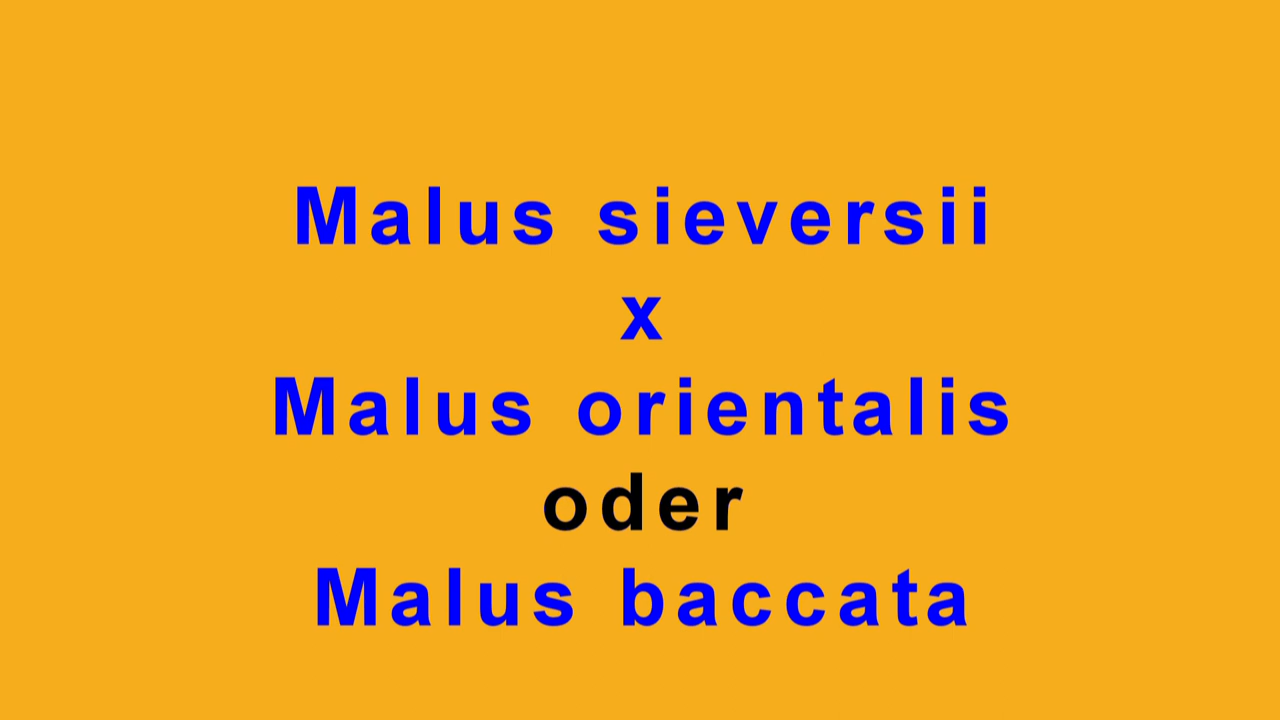 Malus sieversii
x
Malus orientalis
oder
Malus baccata